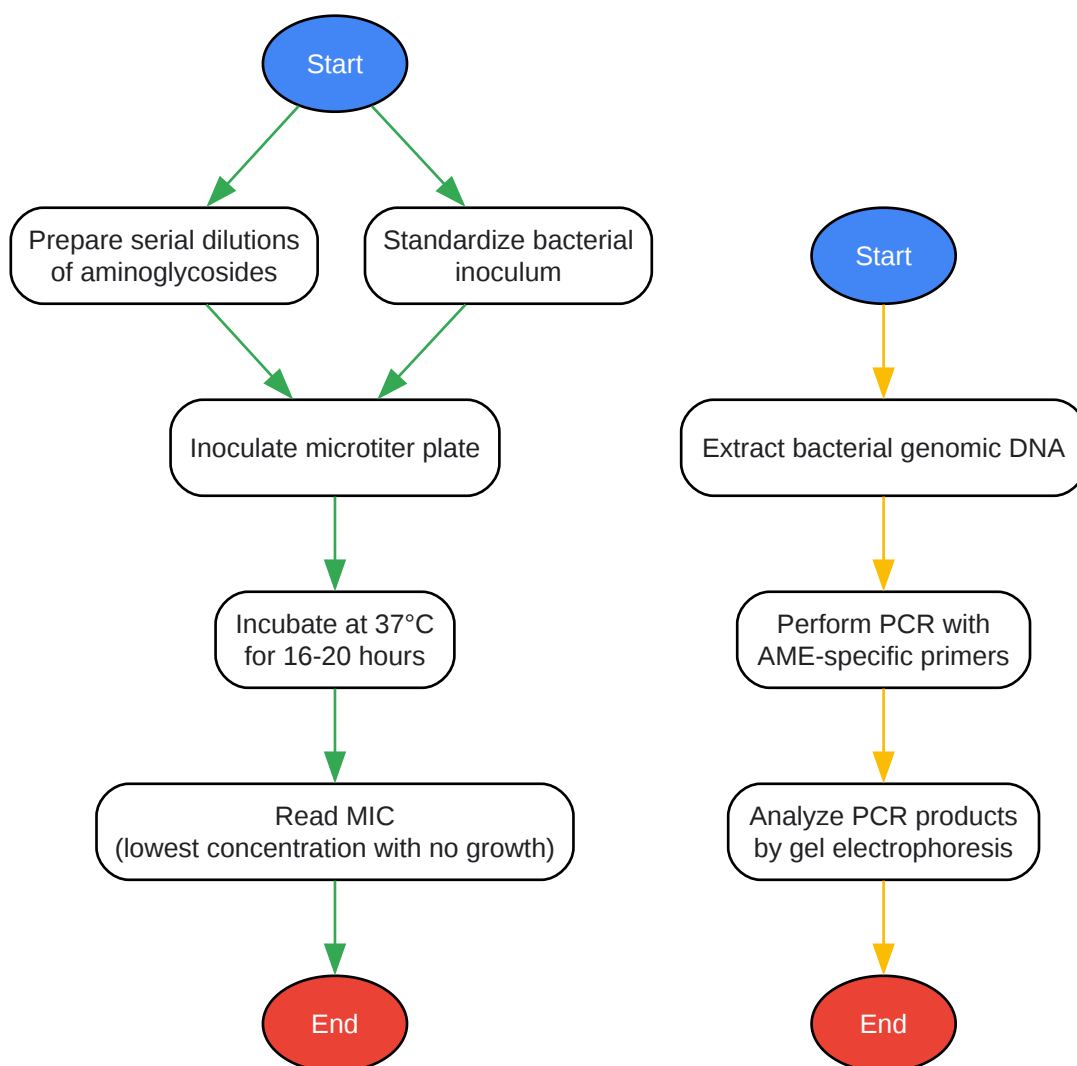 Start
Prepare serial dilutions
of aminoglycosides
Standardize bacterial
inoculum
Inoculate microtiter plate
Incubate at 37°C
for 16-20 hours
Read MIC
(lowest concentration with no growth)
End
Start
Extract bacterial genomic DNA
Perform PCR with
AME-specific primers
Analyze PCR products
by gel electrophoresis
End